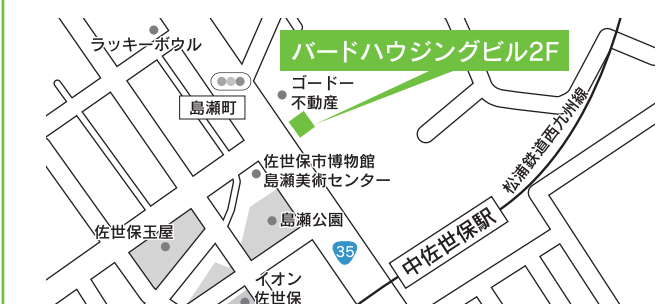 ラッキーボウル
バードハウジングビル2F
ゴードー
不動産
島瀬町
松浦鉄道西九州線
佐世保市博物館
島瀬美術センター
島瀬公園
佐世保玉屋
35
中佐世保駅
イオン
佐世保